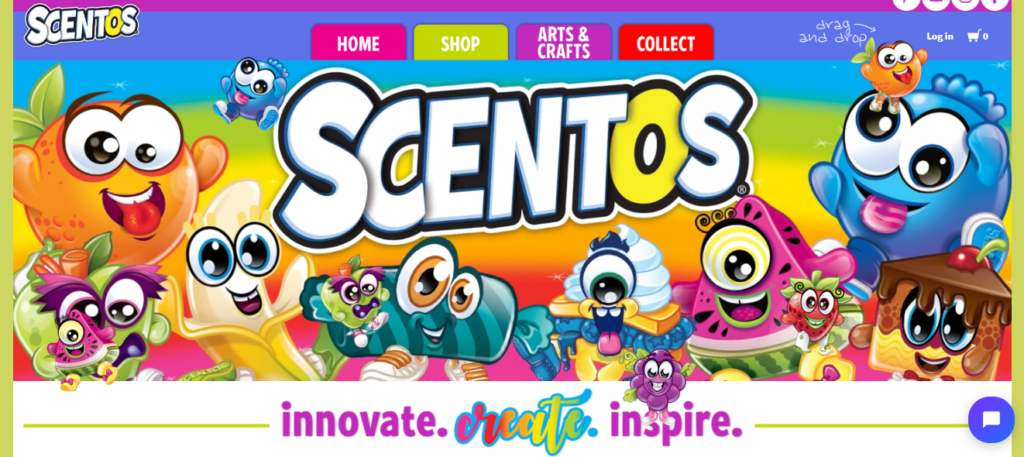 SCENTOS
HOME
SHOP
ARTS &
CRAFTS
COLLECT
drag
and drop
Log in
0
SCENTOS®
innovate. create. inspire.